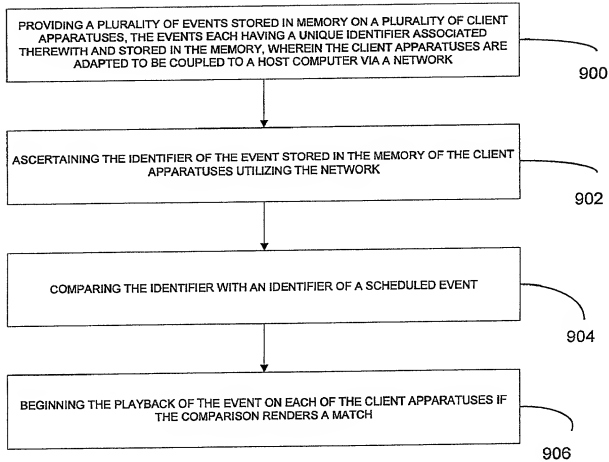 PROVIDING A PLURALITY OF EVENTS STORED IN MEMORY ON A PLURALITY OF CLIENT
APPARATUSES, THE EVENTS EACH HAVING A UNIQUE IDENTIFIER ASSOCIATED
THEREWITH AND STORED IN THE MEMORY, WHEREIN THE CLIENT APPARATUSES ARE
ADAPTED TO BE COUPLED TO A HOST COMPUTER VIA A NETWORK
900
ASCERTAINING THE IDENTIFIER OF THE EVENT STORED IN THE MEMORY OF THE CLIENT
APPARATUSES UTILIZING THE NETWORK
902
COMPARING THE IDENTIFIER WITH AN IDENTIFIER OF A SCHEDULED EVENT
904
BEGINNING THE PLAYBACK OF THE EVENT ON EACH OF THE CLIENT APPARATUSES IF
THE COMPARISON RENDERS A MATCH
906